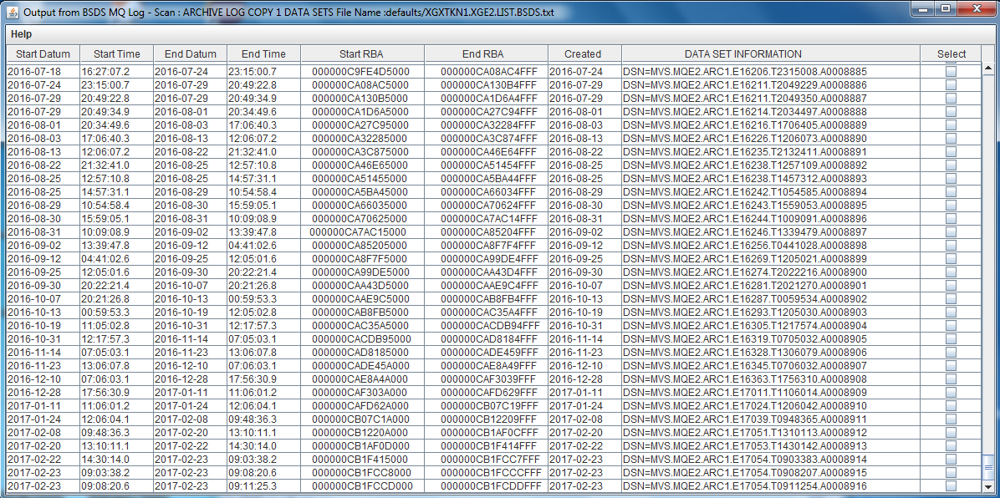 Output from BSDS MQ Log - Scan : ARCHIVE LOG COPY 1 DATA SETS File Name :defaults/XGXTKN1.XGE2.LIST.BSDS.txt
Help
Start Datum Start Time End Datum End Time Start RBA End RBA Created DATA SET INFORMATION Select
2016-07-18 16:27:07.2 2016-07-24 23:15:00.7 000000C9FE4D5000 000000CA08AC4FFF 2016-07-24 DSN=MVS.MQE2.ARC1.E16206.T2315008.A0008885
2016-07-24 23:15:00.7 2016-07-29 20:49:22.8 000000CA08AC5000 000000CA130B4FFF 2016-07-29 DSN=MVS.MQE2.ARC1.E16211.T2049229.A0008886
2016-07-29 20:49:22.8 2016-07-29 20:49:34.9 000000CA130B5000 000000CA1D6A4FFF 2016-07-29 DSN=MVS.MQE2.ARC1.E16211.T2049350.A0008887
2016-07-29 20:49:34.9 2016-08-01 20:34:49.6 000000CA1D6A5000 000000CA27C94FFF 2016-08-01 DSN=MVS.MQE2.ARC1.E16214.T2034497.A0008888
2016-08-01 20:34:49.6 2016-08-03 17:06:40.3 000000CA27C95000 000000CA32284FFF 2016-08-03 DSN=MVS.MQE2.ARC1.E16216.T1706405.A0008889
2016-08-03 17:06:40.3 2016-08-13 12:06:07.2 000000CA32285000 000000CA3C874FFF 2016-08-13 DSN=MVS.MQE2.ARC1.E16226.T1206073.A0008890
2016-08-13 12:06:07.2 2016-08-22 21:32:41.0 000000CA3C875000 000000CA46E64FFF 2016-08-22 DSN=MVS.MQE2.ARC1.E16235.T2132411.A0008891
2016-08-22 21:32:41.0 2016-08-25 12:57:10.8 000000CA46E65000 000000CA51454FFF 2016-08-25 DSN=MVS.MQE2.ARC1.E16238.T1257109.A0008892
2016-08-25 12:57:10.8 2016-08-25 14:57:31.1 000000CA51455000 000000CA5BA44FFF 2016-08-25 DSN=MVS.MQE2.ARC1.E16238.T1457312.A0008893
2016-08-25 14:57:31.1 2016-08-29 10:54:58.4 000000CA5BA45000 000000CA66034FFF 2016-08-29 DSN=MVS.MQE2.ARC1.E16242.T1054585.A0008894
2016-08-29 10:54:58.4 2016-08-30 15:59:05.1 000000CA66035000 000000CA70624FFF 2016-08-30 DSN=MVS.MQE2.ARC1.E16243.T1559053.A0008895
2016-08-30 15:59:05.1 2016-08-31 10:09:08.9 000000CA70625000 000000CA7AC14FFF 2016-08-31 DSN=MVS.MQE2.ARC1.E16244.T1009091.A0008896
2016-08-31 10:09:08.9 2016-09-02 13:39:47.8 000000CA7AC15000 000000CA85204FFF 2016-09-02 DSN=MVS.MQE2.ARC1.E16246.T1339479.A0008897
2016-09-02 13:39:47.8 2016-09-12 04:41:02.6 000000CA85205000 000000CA8F7F4FFF 2016-09-12 DSN=MVS.MQE2.ARC1.E16256.T0441028.A0008898
2016-09-12 04:41:02.6 2016-09-25 12:05:01.6 000000CA8F7F5000 000000CA99DE4FFF 2016-09-25 DSN=MVS.MQE2.ARC1.E16269.T1205021.A0008899
2016-09-25 12:05:01.6 2016-09-30 20:22:21.4 000000CA99DE5000 000000CAA43D4FFF 2016-09-30 DSN=MVS.MQE2.ARC1.E16274.T2022216.A0008900
2016-09-30 20:22:21.4 2016-10-07 20:21:26.8 000000CAA43D5000 000000CAAE9C4FFF 2016-10-07 DSN=MVS.MQE2.ARC1.E16281.T2021270.A0008901
2016-10-07 20:21:26.8 2016-10-13 00:59:53.3 000000CAAE9C5000 000000CAB8FB4FFF 2016-10-13 DSN=MVS.MQE2.ARC1.E16287.T0059534.A0008902
2016-10-13 00:59:53.3 2016-10-19 12:05:02.8 000000CAB8FB5000 000000CAC35A4FFF 2016-10-19 DSN=MVS.MQE2.ARC1.E16293.T1205030.A0008903
2016-10-19 11:05:02.8 2016-10-31 12:17:57.3 000000CAC35A5000 000000CACDB94FFF 2016-10-31 DSN=MVS.MQE2.ARC1.E16305.T1217574.A0008904
2016-10-31 12:17:57.3 2016-11-14 07:05:03.1 000000CACDB95000 000000CAD8184FFF 2016-11-14 DSN=MVS.MQE2.ARC1.E16319.T0705032.A0008905
2016-11-14 07:05:03.1 2016-11-23 13:06:07.8 000000CAD8185000 000000CADE459FFF 2016-11-23 DSN=MVS.MQE2.ARC1.E16328.T1306079.A0008906
2016-11-23 13:06:07.8 2016-12-10 07:06:03.1 000000CADE45A000 000000CAE8A49FFF 2016-12-10 DSN=MVS.MQE2.ARC1.E16345.T0706032.A0008907
2016-12-10 07:06:03.1 2016-12-28 17:56:30.9 000000CAE8A4A000 000000CAF3039FFF 2016-12-28 DSN=MVS.MQE2.ARC1.E16363.T1756310.A0008908
2016-12-28 17:56:30.9 2017-01-11 11:06:01.2 000000CAF303A000 000000CAFD629FFF 2017-01-11 DSN=MVS.MQE2.ARC1.E17011.T1106014.A0008909
2017-01-11 11:06:01.2 2017-01-24 12:06:04.1 000000CAFD62A000 000000CB07C19FFF 2017-01-24 DSN=MVS.MQE2.ARC1.E17024.T1206042.A0008910
2017-01-24 12:06:04.1 2017-02-08 09:48:36.3 000000CB07C1A000 000000CB12209FFF 2017-02-08 DSN=MVS.MQE2.ARC1.E17039.T0948365.A0008911
2017-02-08 09:48:36.3 2017-02-20 13:10:11.1 000000CB1220A000 000000CB1AF0CFFF 2017-02-20 DSN=MVS.MQE2.ARC1.E17051.T1310113.A0008912
2017-02-20 13:10:11.1 2017-02-22 14:30:14.0 000000CB1AF0D000 000000CB1F414FFF 2017-02-22 DSN=MVS.MQE2.ARC1.E17053.T1430142.A0008913
2017-02-22 14:30:14.0 2017-02-23 09:03:38.2 000000CB1F415000 000000CB1FCC7FFF 2017-02-23 DSN=MVS.MQE2.ARC1.E17054.T0903383.A0008914
2017-02-23 09:03:38.2 2017-02-23 09:08:20.6 000000CB1FCC8000 000000CB1FCCCFFF 2017-02-23 DSN=MVS.MQE2.ARC1.E17054.T0908207.A0008915
2017-02-23 09:08:20.6 2017-02-23 09:11:25.3 000000CB1FCCD000 000000CB1FCDDFFF 2017-02-23 DSN=MVS.MQE2.ARC1.E17054.T0911254.A0008916